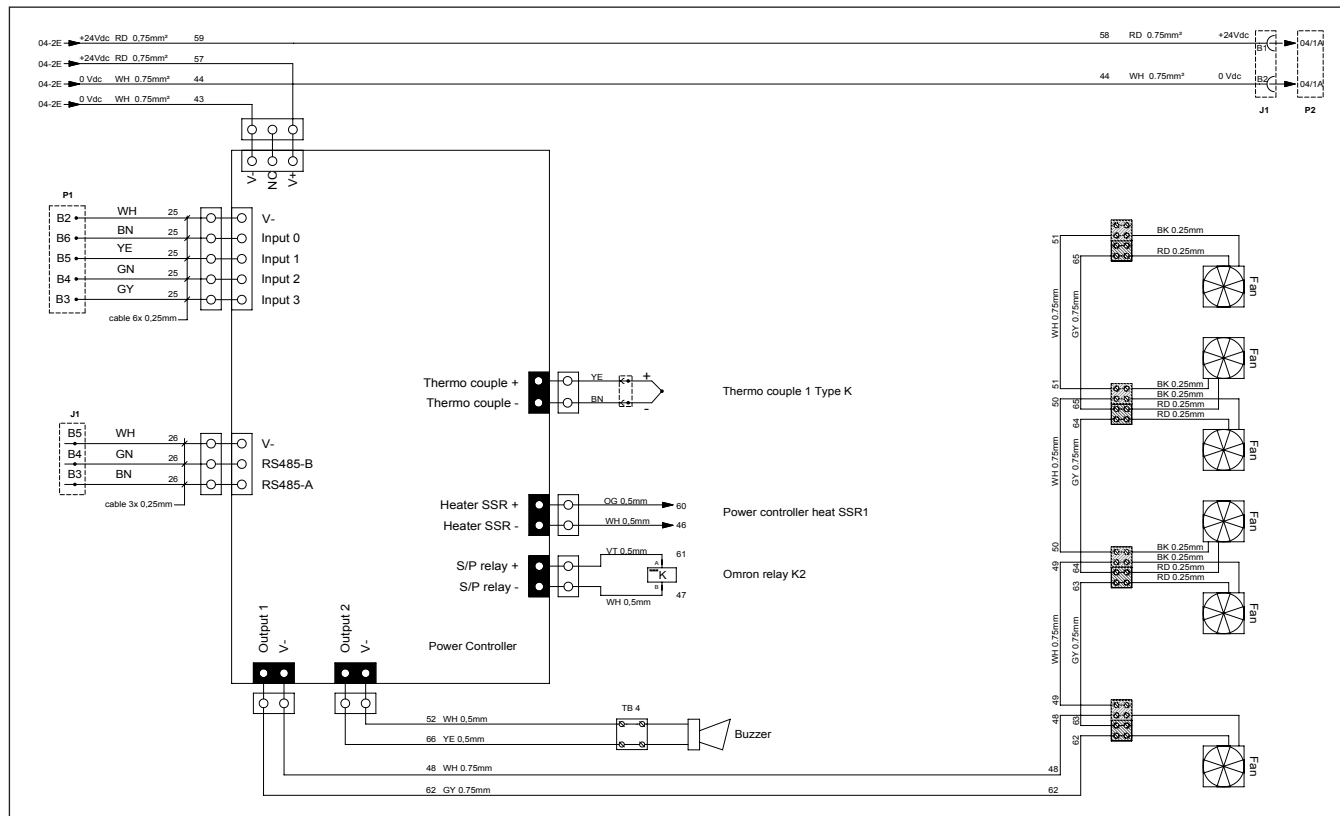 04-2E +24Vdc RD 0,75mm² 59 58 RD 0.75mm² +24Vdc B1 04/1A
04-2E +24Vdc RD 0,75mm² 57
04-2E 0 Vdc WH 0.75mm² 44 44 WH 0.75mm² 0 Vdc B2 04/1A
04-2E 0 Vdc WH 0.75mm² 43
J1 P2
V- NC V+
P1
B2 WH 25 V-
B6 BN 25 Input 0
B5 YE 25 Input 1
B4 GN 25 Input 2
B3 GY 25 Input 3
cable 6x 0,25mm
Thermo couple + YE +
Thermo couple - BN -
Thermo couple 1 Type K
J1
B5 WH 26 V-
B4 GN 26 RS485-B
B3 BN 26 RS485-A
cable 3x 0,25mm
Heater SSR + OG 0,5mm 60
Heater SSR - WH 0,5mm 46
Power controller heat SSR1
S/P relay + VT 0,5mm 61
A
K
B
S/P relay - WH 0,5mm 47
Omron relay K2
Output 1
V-
Output 2
V-
Power Controller
52 WH 0,5mm
66 YE 0,5mm
TB 4
Buzzer
48 WH 0.75mm 48
62 GY 0.75mm 62
51 BK 0.25mm
65 RD 0.25mm
Fan
WH 0.75mm
GY 0.75mm
Fan
51 BK 0.25mm
50 BK 0.25mm
65 RD 0.25mm
64 RD 0.25mm
Fan
WH 0.75mm
GY 0.75mm
Fan
50 BK 0.25mm
49 BK 0.25mm
64 RD 0.25mm
63 RD 0.25mm
Fan
WH 0.75mm
GY 0.75mm
49
48
63
62
Fan